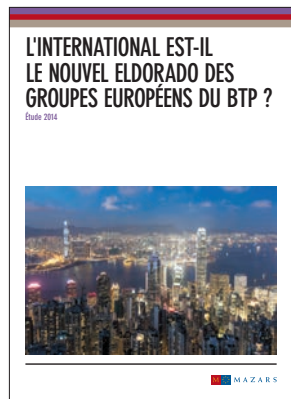 L'INTERNATIONAL EST-IL
LE NOUVEL ELDORADO DES
GROUPES EUROPÉENS DU BTP ?
Étude 2014
M MAZARS